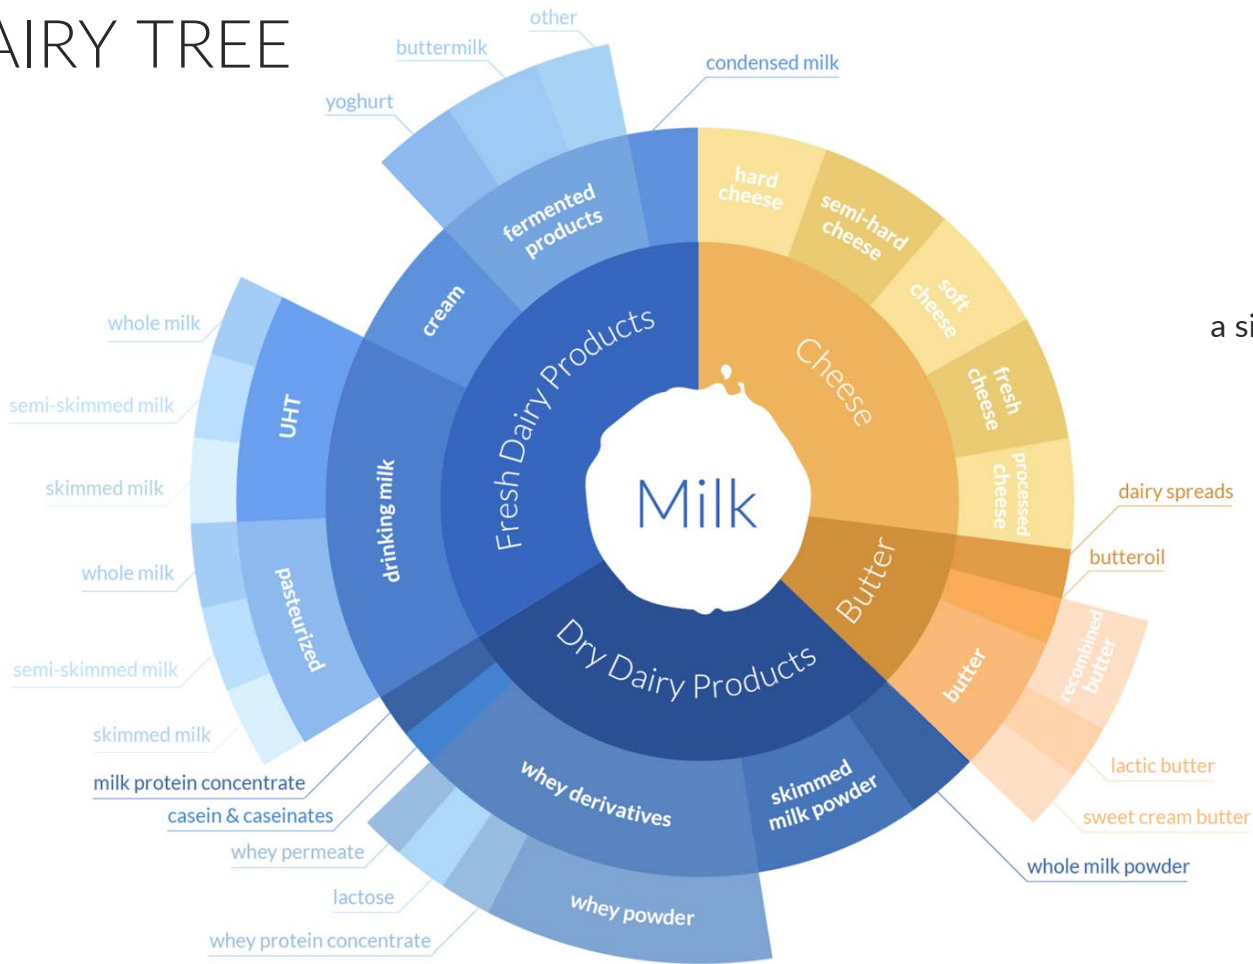 AIRY TREE
other
buttermilk
yoghurt
condensed milk
hard
cheese
semi-hard
cheese
soft
cheese
fresh
cheese
processed
cheese
fermented
products
cream
Fresh Dairy Products
Cheese
a si
whole milk
semi-skimmed milk
skimmed milk
UHT
drinking milk
Milk
dairy spreads
butteroil
Butter
butter
recombined
butter
lactic butter
sweet cream butter
whole milk
semi-skimmed milk
skimmed milk
pasteurized
Dry Dairy Products
milk protein concentrate
casein & caseinates
whey permeate
lactose
whey protein concentrate
whey derivatives
whey powder
skimmed
milk powder
whole milk powder